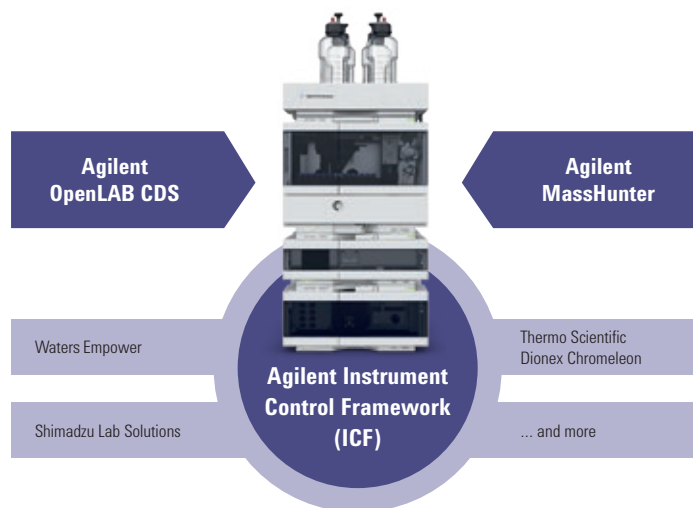 Agilent
OpenLAB CDS
Agilent
MassHunter
Waters Empower
Thermo Scientific
Dionex Chromeleon
Agilent Instrument
Control Framework
(ICF)
Shimadzu Lab Solutions
... and more